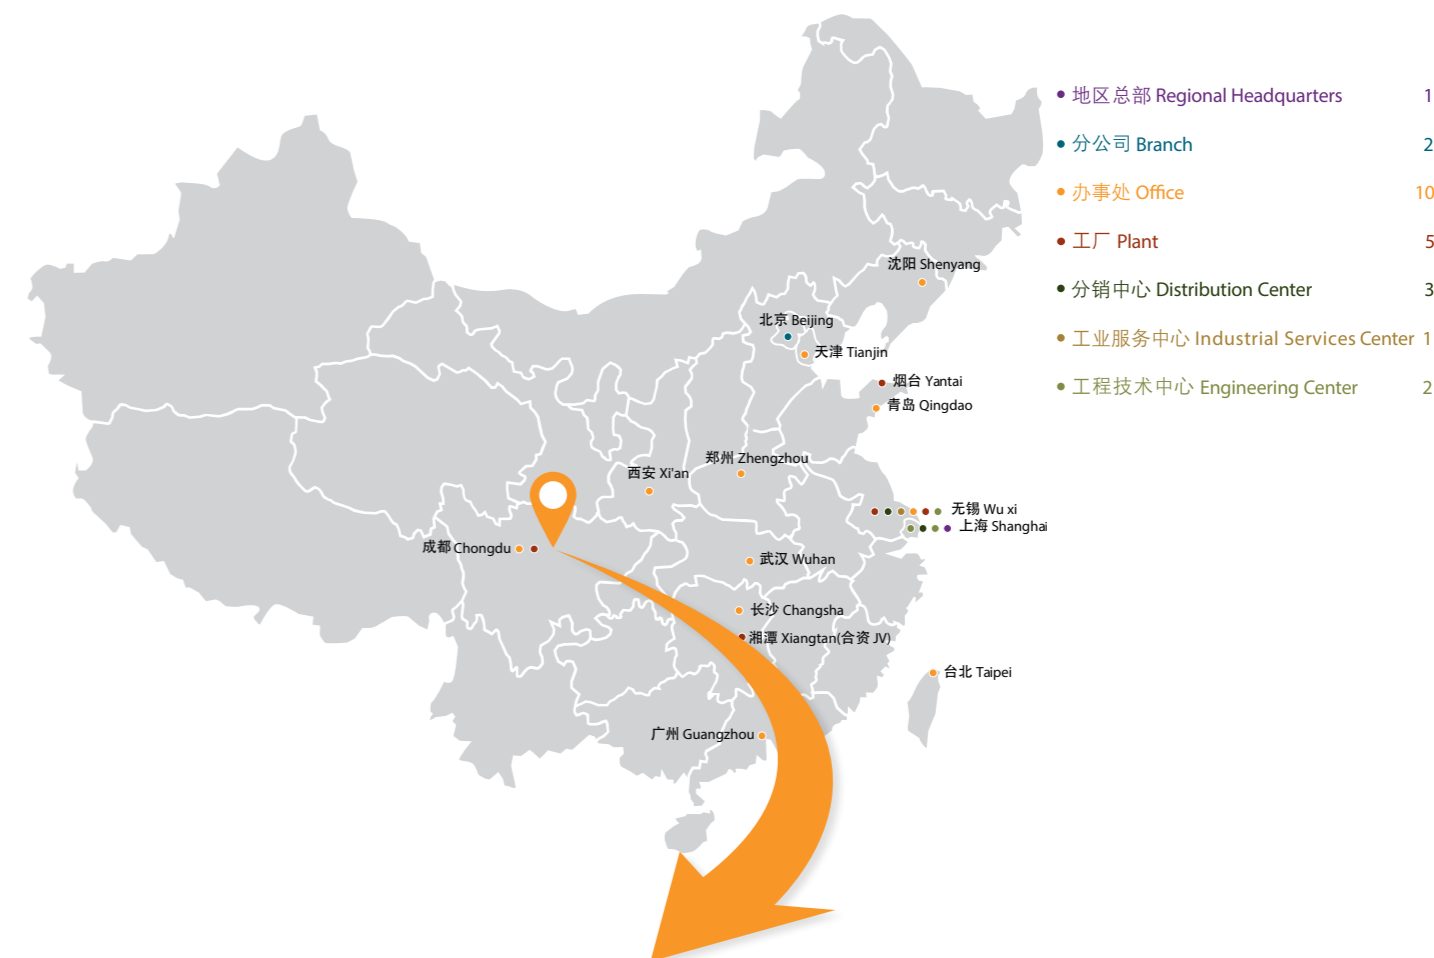 地区总部 Regional Headquarters 1
分公司 Branch 2
办事处 Office 10
工厂 Plant 5
分销中心 Distribution Center 3
工业服务中心 Industrial Services Center 1
工程技术中心 Engineering Center 2
沈阳 Shenyang
北京 Beijing
天津 Tianjin
烟台 Yantai
青岛 Qingdao
郑州 Zhengzhou
西安 Xi'an
无锡 Wu xi
上海 Shanghai
成都 Chongdu
武汉 Wuhan
长沙 Changsha
湘潭 Xiangtan(合资 JV)
台北 Taipei
广州 Guangzhou